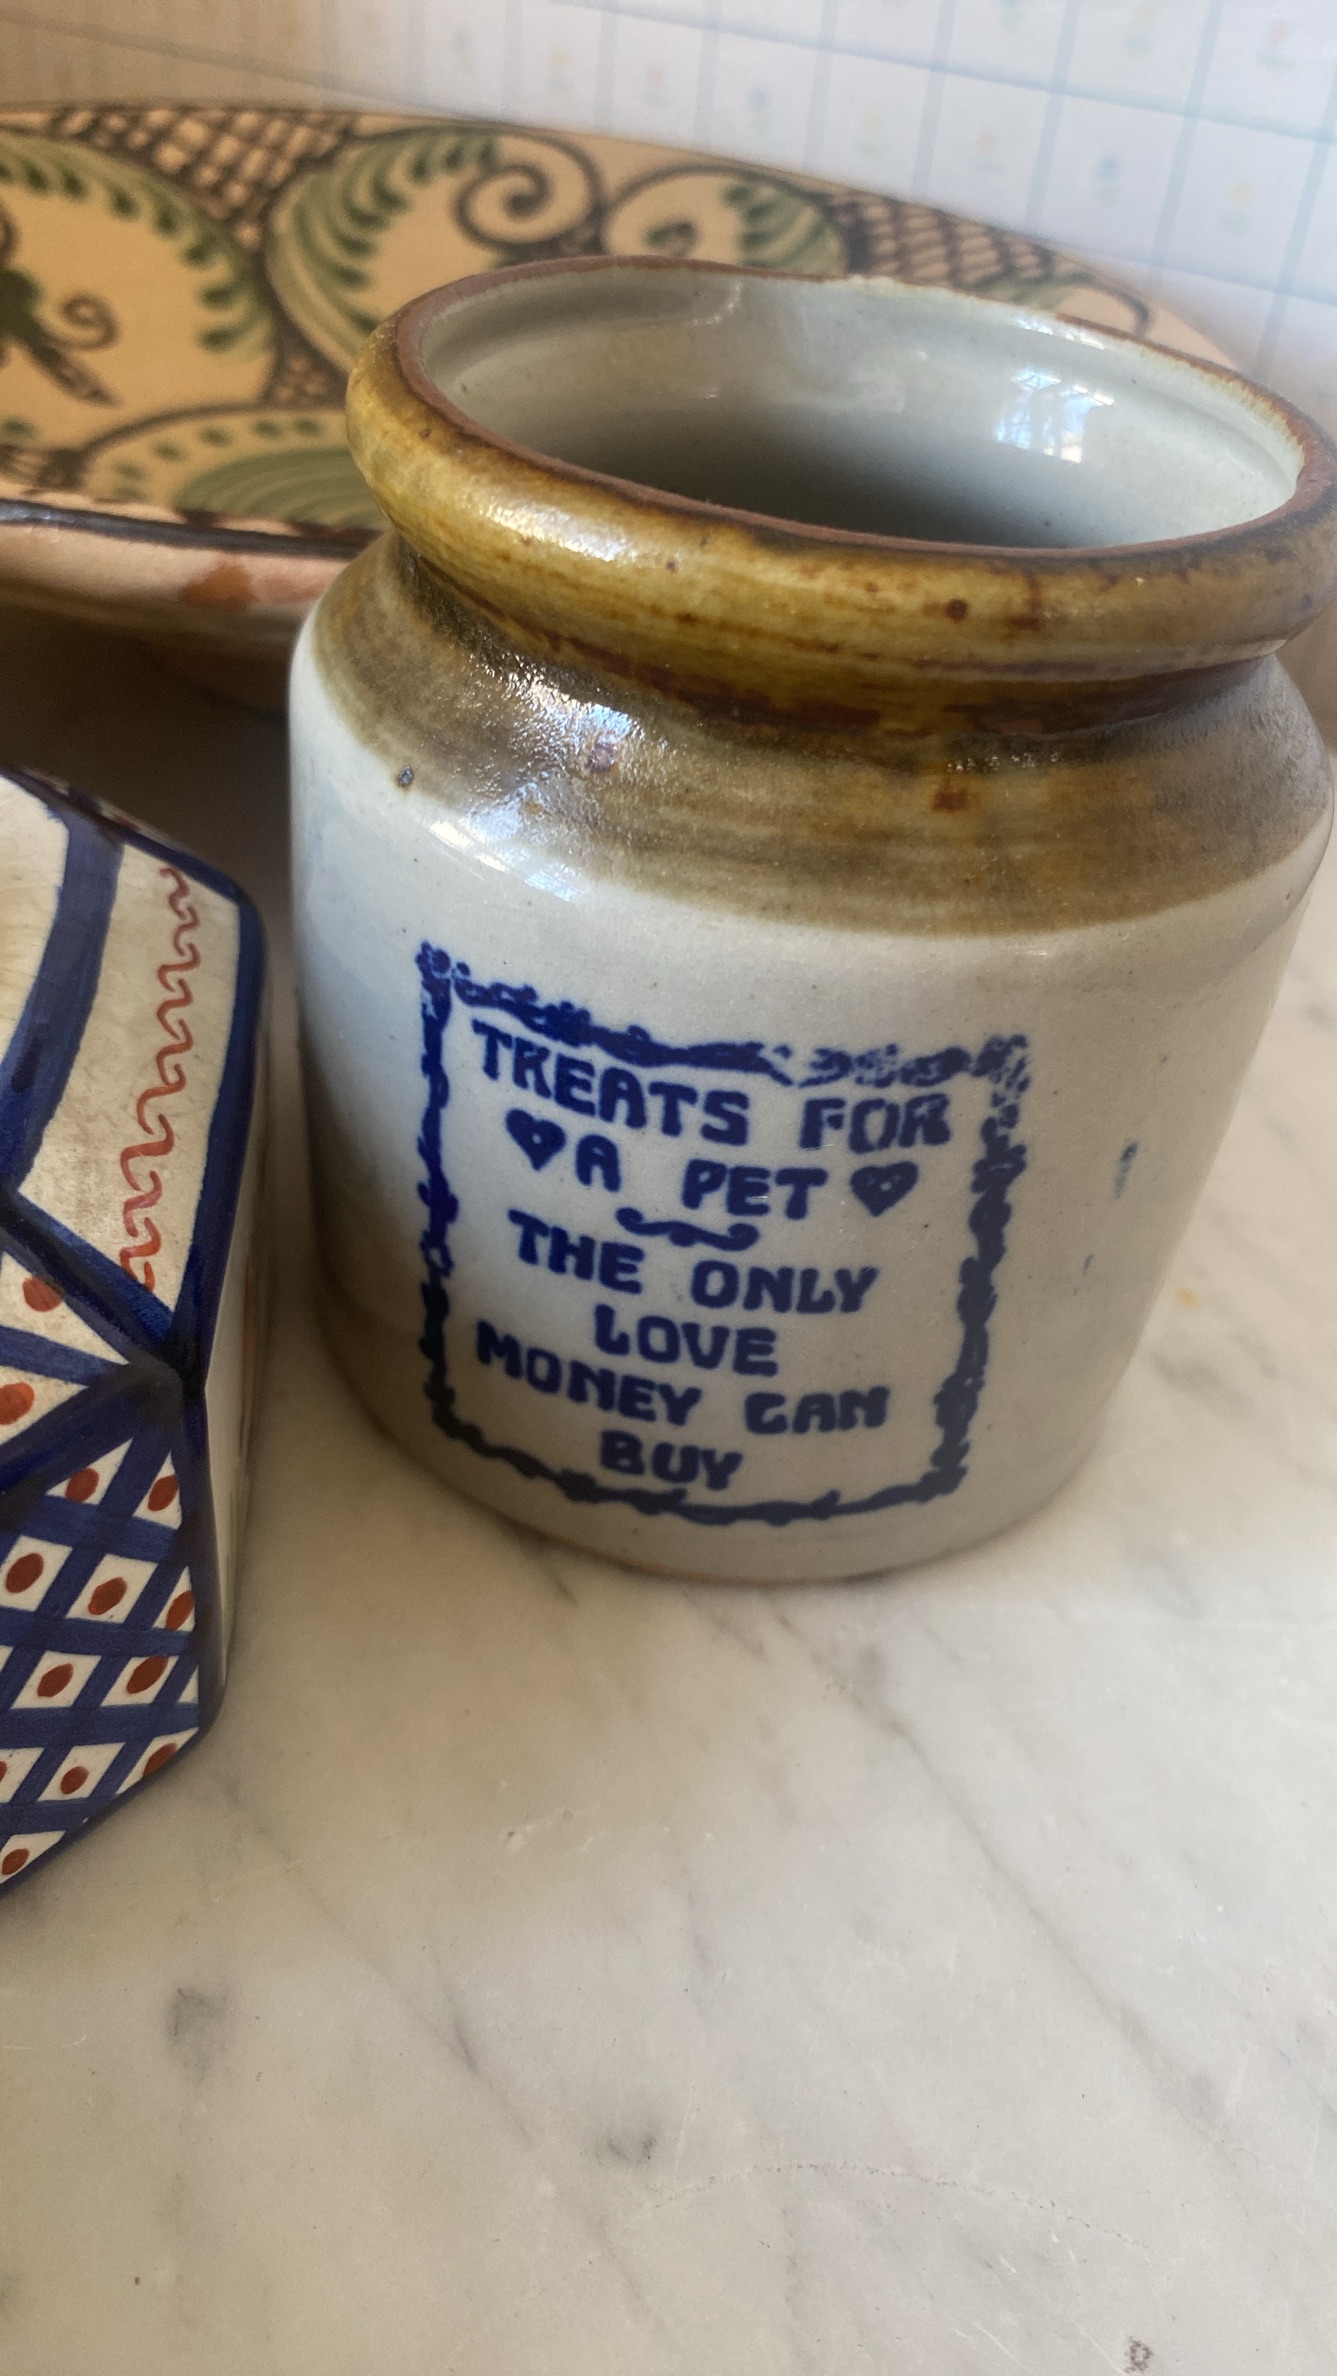 TREATS FOR
♥A PET♥
THE ONLY
LOVE
MONEY CAN
BUY